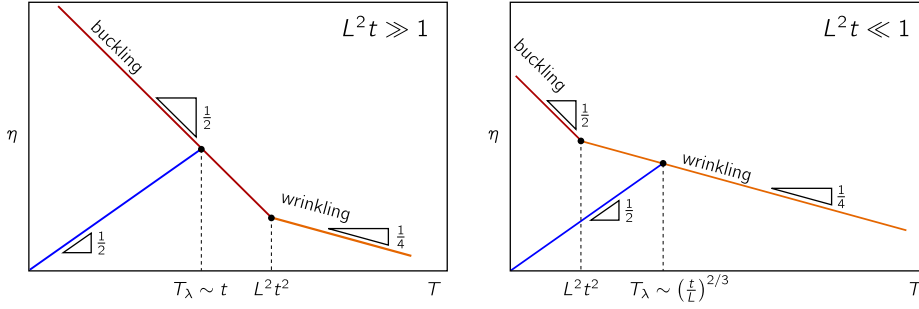 L²t ≫ 1
buckling
1/2
η
wrinkling
1/2
1/4
T_λ ~ t
L²t²
T
L²t ≪ 1
buckling
1/2
η
wrinkling
1/4
1/2
L²t²
T_λ ~ (t/L)^{2/3}
T